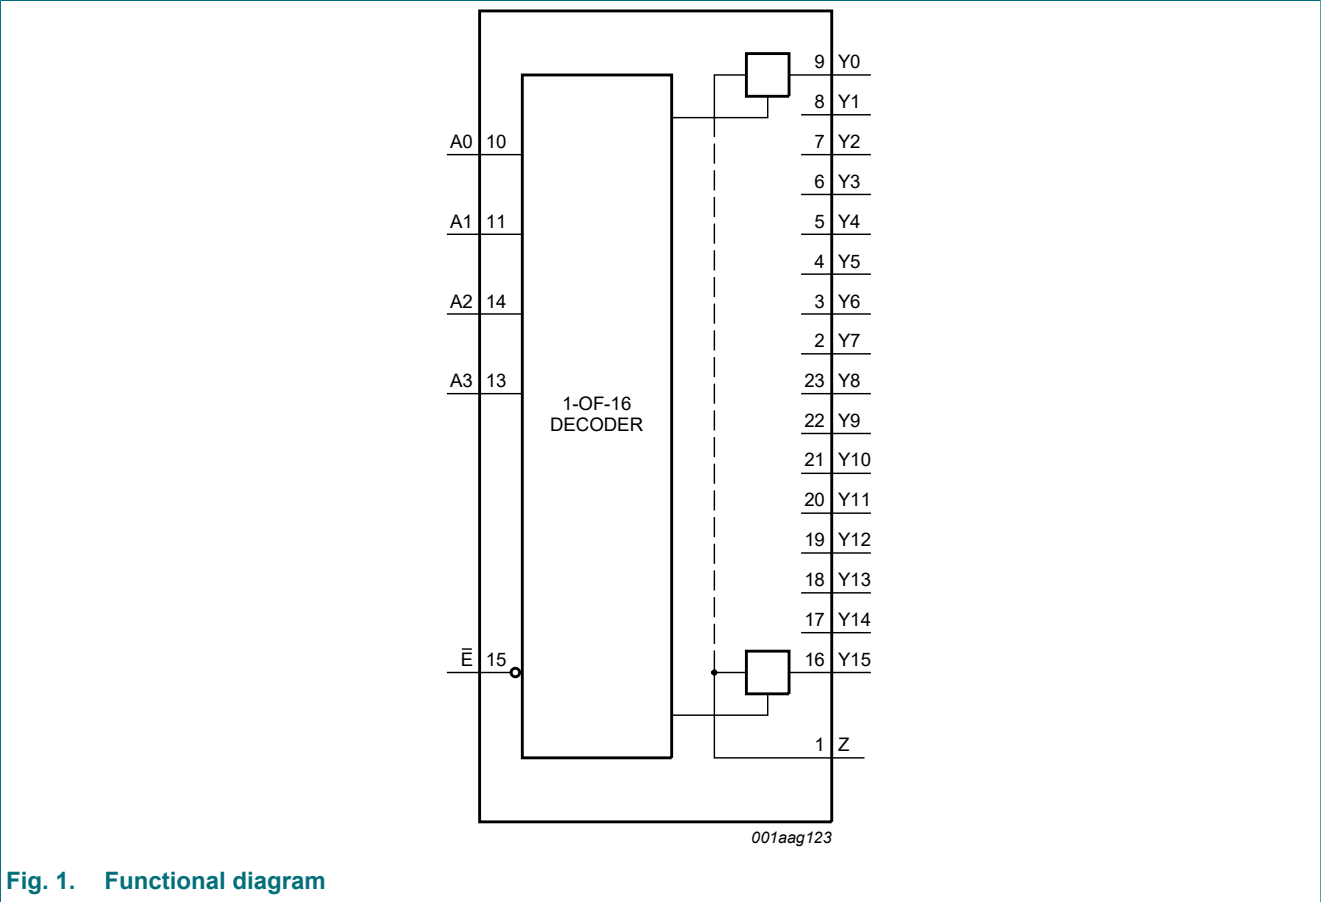 9 Y0
8 Y1
A0 10
7 Y2
6 Y3
A1 11
5 Y4
4 Y5
A2 14
3 Y6
2 Y7
A3 13
23 Y8
1-OF-16
DECODER
22 Y9
21 Y10
20 Y11
19 Y12
18 Y13
17 Y14
E̅ 15
16 Y15
1 Z
001aag123
Fig. 1. Functional diagram